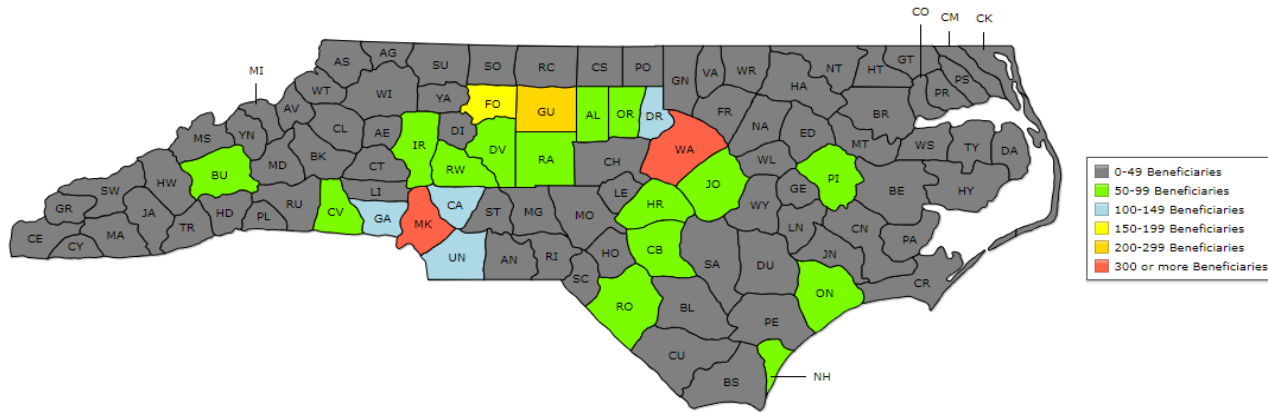 CO CM CK
AS AG SU SO RC CS PO GN VA WR HA NT HT GT PR PS
MI WT WI YA FO GU AL OR DR FR NA ED BR
AV MS YN CL AE IR DI DV RA CH WA WL MT WS TY DA
BU MD BK CT RW JO PI
SW HW LI CA LE HR WY GE BE HY
GR JA TR HD PL RU CV GA MK ST MG MO LN CN PA
CE CY MA UN AN RI HO CB SA DU JN CR
SC RO BL PE ON
CU BS NH
0-49 Beneficiaries
50-99 Beneficiaries
100-149 Beneficiaries
150-199 Beneficiaries
200-299 Beneficiaries
300 or more Beneficiaries